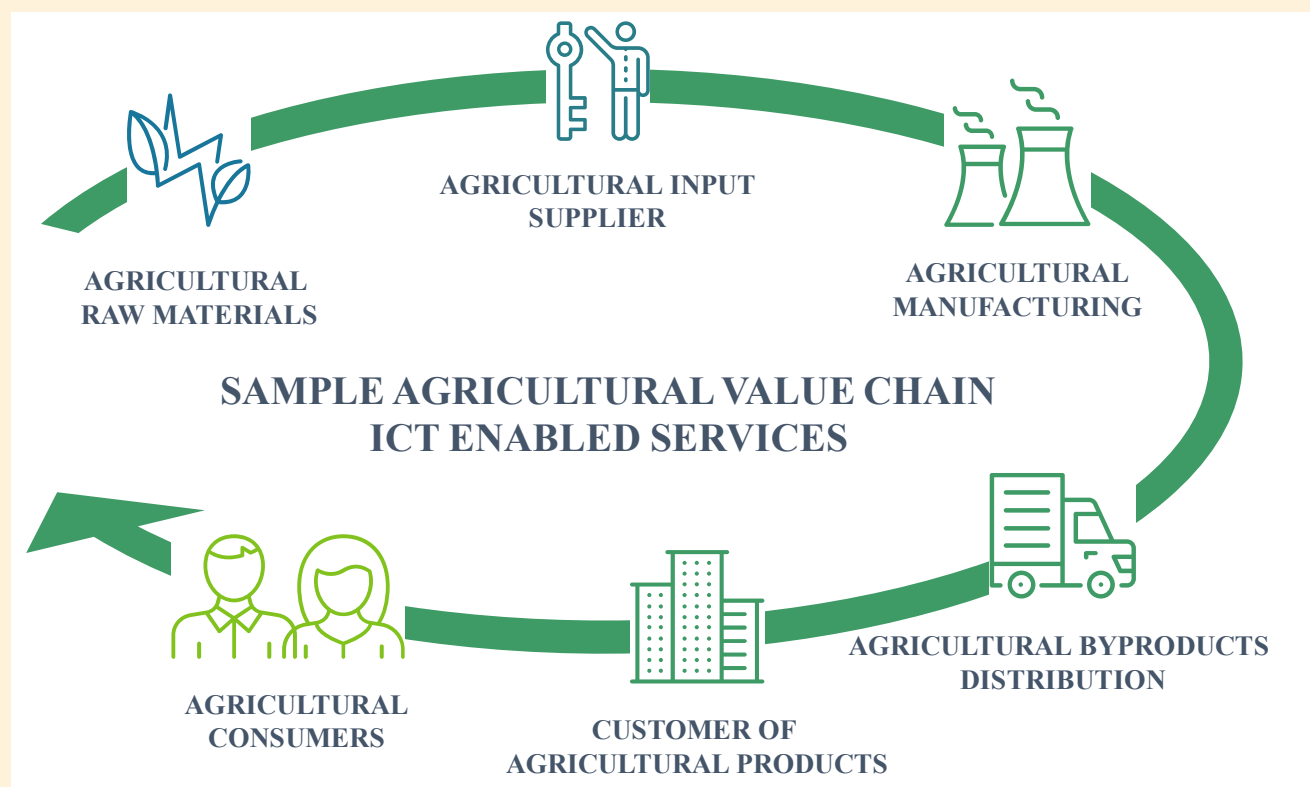 AGRICULTURAL INPUT
SUPPLIER
AGRICULTURAL
RAW MATERIALS
AGRICULTURAL
MANUFACTURING
SAMPLE AGRICULTURAL VALUE CHAIN
ICT ENABLED SERVICES
AGRICULTURAL BYPRODUCTS
DISTRIBUTION
AGRICULTURAL
CONSUMERS
CUSTOMER OF
AGRICULTURAL PRODUCTS